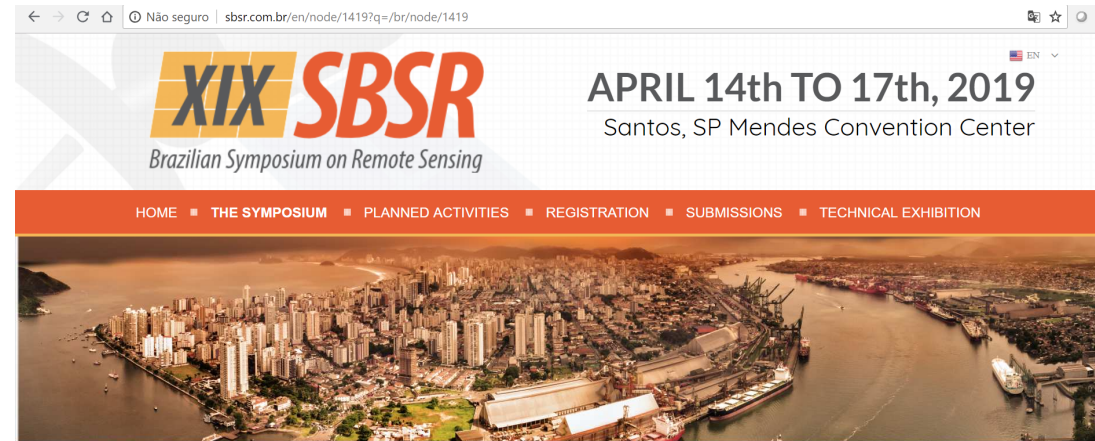 Não seguro | sbsr.com.br/en/node/1419?q=/br/node/1419
EN
XIX SBSR
Brazilian Symposium on Remote Sensing
APRIL 14th TO 17th, 2019
Santos, SP Mendes Convention Center
HOME THE SYMPOSIUM PLANNED ACTIVITIES REGISTRATION SUBMISSIONS TECHNICAL EXHIBITION